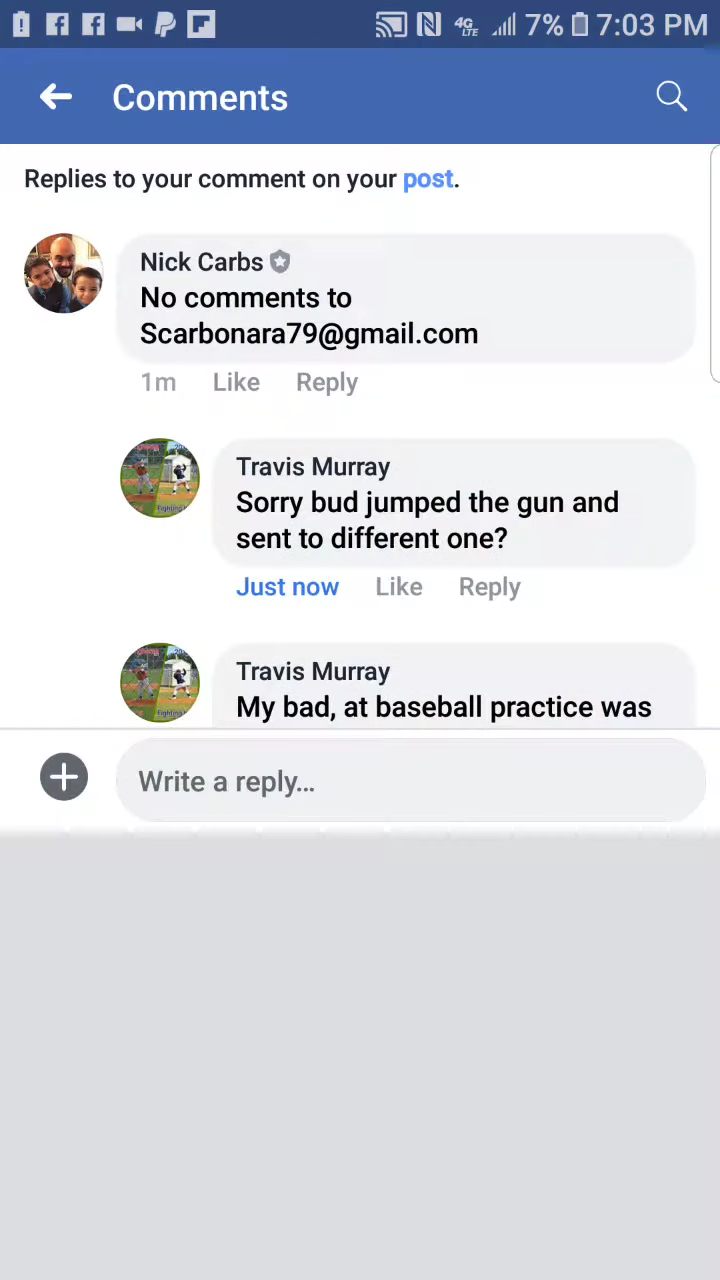 7% 7:03 PM
Comments
Replies to your comment on your post.
Nick Carbs
No comments to
Scarbonara79@gmail.com
1m Like Reply
Travis Murray
Sorry bud jumped the gun and
sent to different one?
Just now Like Reply
Travis Murray
My bad, at baseball practice was
Write a reply...